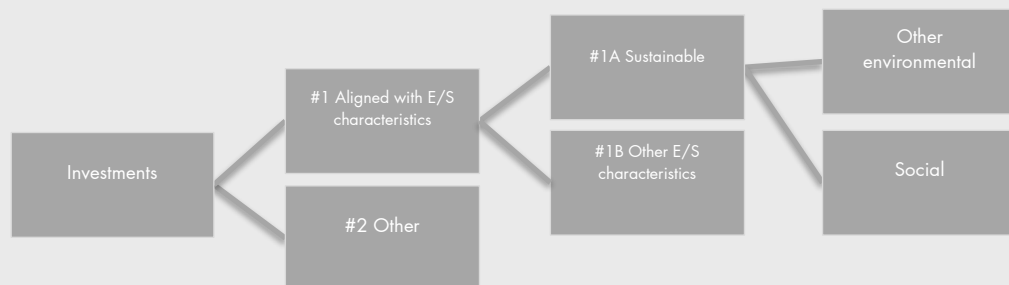 Investments
#1 Aligned with E/S
characteristics
#2 Other
#1A Sustainable
#1B Other E/S
characteristics
Other
environmental
Social